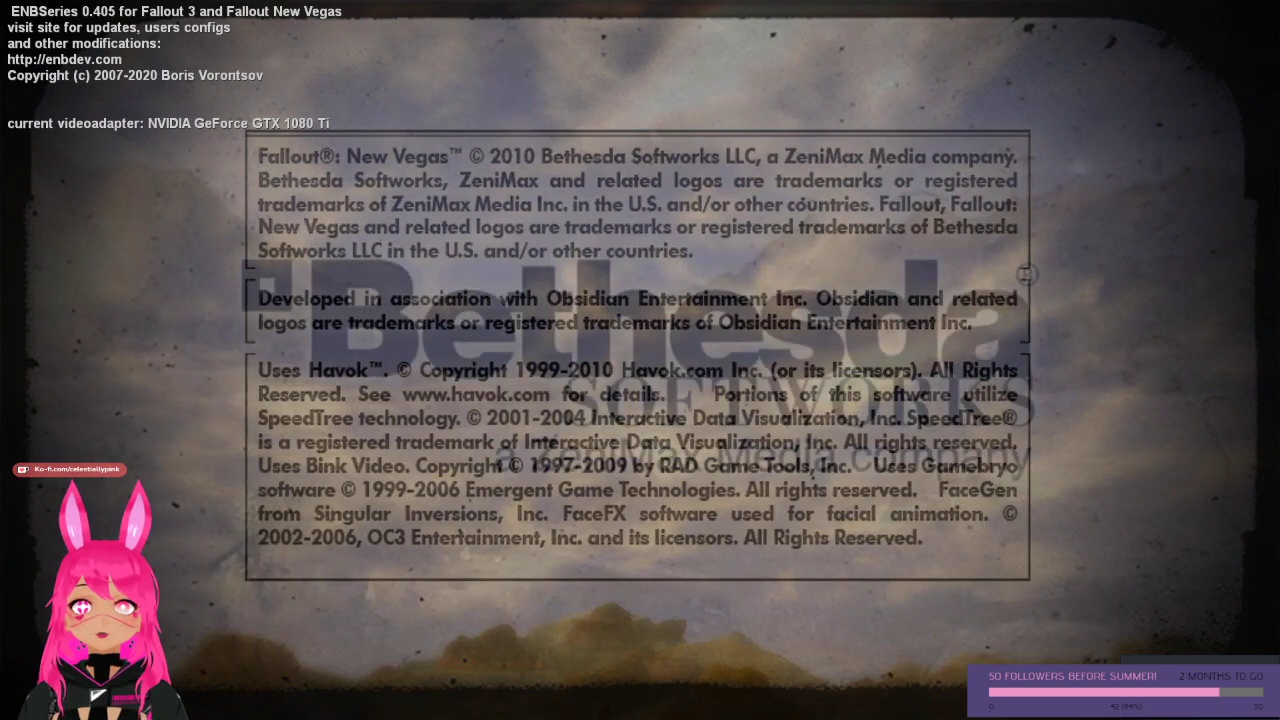 ENBSeries 0.405 for Fallout 3 and Fallout New Vegas
visit site for updates, users configs
and other modifications:
http://enbdev.com
Copyright (c) 2007-2020 Boris Vorontsov
current videoadapter: NVIDIA GeForce GTX 1080 Ti
Fallout®: New Vegas™ © 2010 Bethesda Softworks LLC, a ZeniMax Media company.
Bethesda Softworks, ZeniMax and related logos are trademarks or registered
trademarks of ZeniMax Media Inc. in the U.S. and/or other countries. Fallout, Fallout:
New Vegas and related logos are trademarks or registered trademarks of Bethesda
Softworks LLC in the U.S. and/or other countries.
Bethesda®
SOFTWORKS
a ZeniMax Media company
Developed in association with Obsidian Entertainment Inc. Obsidian and related
logos are trademarks or registered trademarks of Obsidian Entertainment Inc.
Uses Havok™. © Copyright 1999-2010 Havok.com Inc. (or its licensors). All Rights
Reserved. See www.havok.com for details. Portions of this software utilize
SpeedTree technology. © 2001-2004 Interactive Data Visualization, Inc. SpeedTree®
is a registered trademark of Interactive Data Visualization, Inc. All rights reserved.
Uses Bink Video. Copyright © 1997-2009 by RAD Game Tools, Inc. Uses Gamebryo
software © 1999-2006 Emergent Game Technologies. All rights reserved. FaceGen
from Singular Inversions, Inc. FaceFX software used for facial animation. ©
2002-2006, OC3 Entertainment, Inc. and its licensors. All Rights Reserved.
Ko-fi.com/celestiallypink
50 FOLLOWERS BEFORE SUMMER! 2 MONTHS TO GO
0 42 (84%) 50